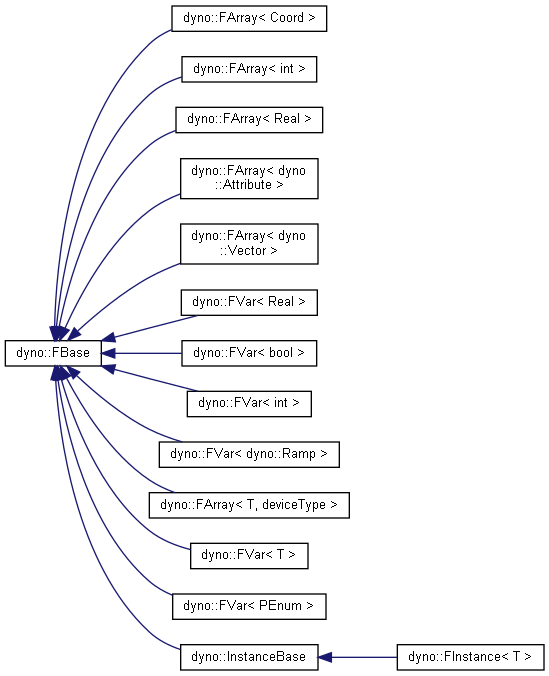 dyno::FArray< Coord >
dyno::FArray< int >
dyno::FArray< Real >
dyno::FArray< dyno
::Attribute >
dyno::FArray< dyno
::Vector >
dyno::FVar< Real >
dyno::FBase
dyno::FVar< bool >
dyno::FVar< int >
dyno::FVar< dyno::Ramp >
dyno::FArray< T, deviceType >
dyno::FVar< T >
dyno::FVar< PEnum >
dyno::InstanceBase
dyno::FInstance< T >